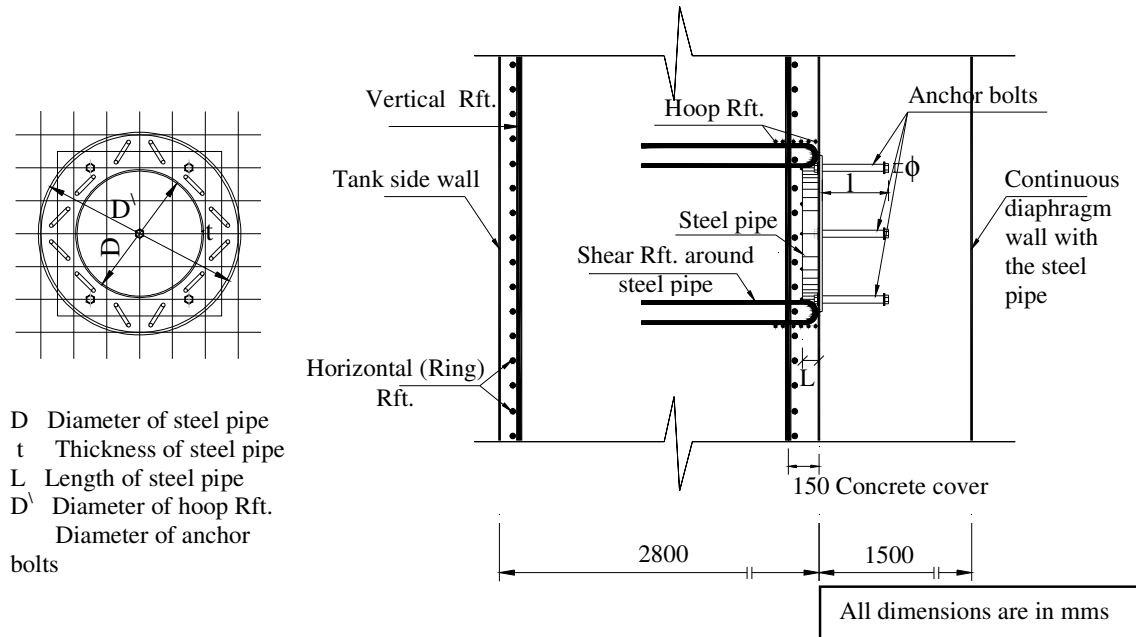 D\
D
t
Vertical Rft.
Tank side wall
Horizontal (Ring)
Rft.
Hoop Rft.
Anchor bolts
ϕ
l
Steel pipe
Shear Rft. around
steel pipe
L
Continuous
diaphragm
wall with
the steel
pipe
150 Concrete cover
2800
1500
All dimensions are in mms
D Diameter of steel pipe
t Thickness of steel pipe
L Length of steel pipe
D\ Diameter of hoop Rft.
Diameter of anchor
bolts